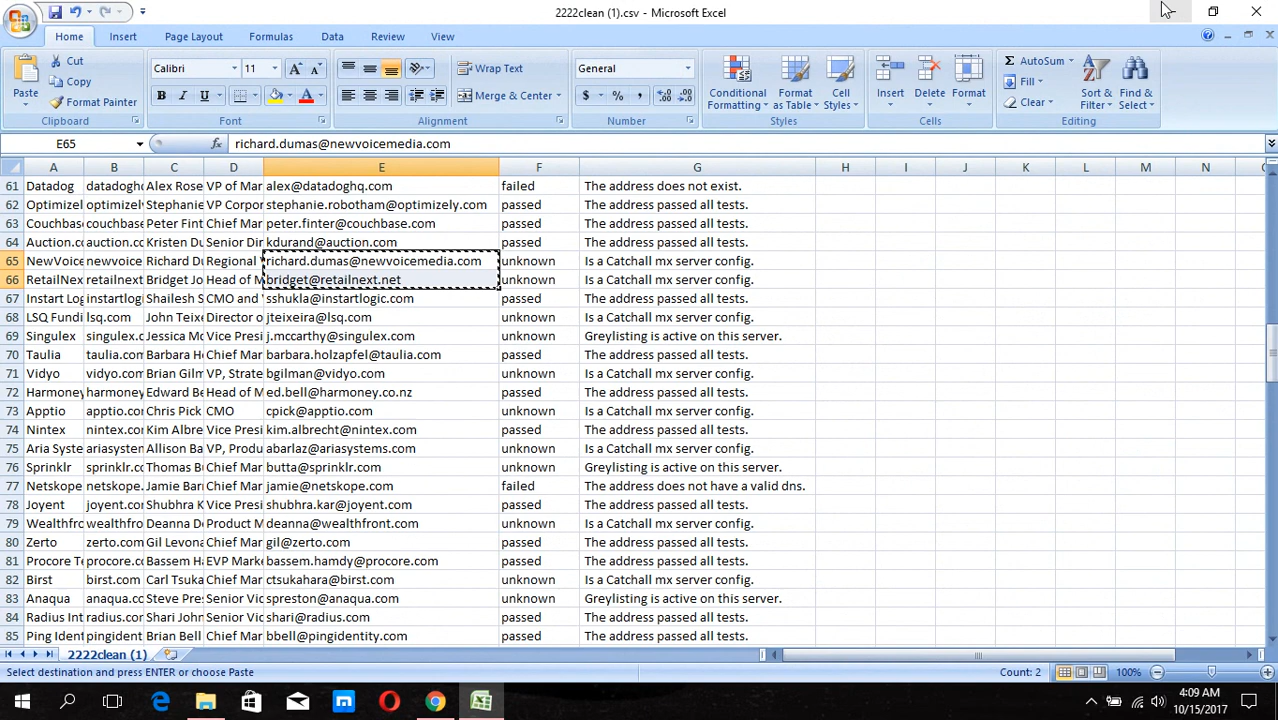 2222clean (1).csv - Microsoft Excel
Home Insert Page Layout Formulas Data Review View
Paste Cut Copy Format Painter Clipboard
Calibri 11 A A B I U A Font
Wrap Text Merge & Center Alignment
General $ % , Number
Conditional Formatting Format as Table Cell Styles Styles
Insert Delete Format Cells
AutoSum Fill Clear Sort & Filter Find & Select Editing
E65 fx richard.dumas@newvoicemedia.com
A B C D E F G H I J K L M N
61 Datadog datadoghq Alex Rose VP of Mar alex@datadoghq.com failed The address does not exist.
62 Optimizel optimizely Stephanie VP Corpor stephanie.robotham@optimizely.com passed The address passed all tests.
63 Couchbase couchbase Peter Fint Chief Mar peter.finter@couchbase.com passed The address passed all tests.
64 Auction.co auction.co Kristen Du Senior Dir kdurand@auction.com passed The address passed all tests.
65 NewVoice newvoice Richard Du Regional richard.dumas@newvoicemedia.com unknown Is a Catchall mx server config.
66 RetailNex retailnext Bridget Jo Head of M bridget@retailnext.net unknown Is a Catchall mx server config.
67 Instart Log instartlogi Shailesh S CMO and sshukla@instartlogic.com passed The address passed all tests.
68 LSQ Fundi lsq.com John Teixe Director o jteixeira@lsq.com unknown Is a Catchall mx server config.
69 Singulex singulex.c Jessica Mc Vice Presi j.mccarthy@singulex.com unknown Greylisting is active on this server.
70 Taulia taulia.com Barbara H Chief Mar barbara.holzapfel@taulia.com passed The address passed all tests.
71 Vidyo vidyo.com Brian Giln VP, Strate bgilman@vidyo.com unknown Is a Catchall mx server config.
72 Harmoney harmoney Edward Be Head of M ed.bell@harmoney.co.nz passed The address passed all tests.
73 Apptio apptio.cor Chris Pick CMO cpick@apptio.com unknown Is a Catchall mx server config.
74 Nintex nintex.com Kim Albre Vice Presi kim.albrecht@nintex.com passed The address passed all tests.
75 Aria Syste ariasystem Allison Ba VP, Produ abarlaz@ariasystems.com unknown Is a Catchall mx server config.
76 Sprinklr sprinklr.co Thomas B Chief Mar butta@sprinklr.com unknown Greylisting is active on this server.
77 Netskope netskope. Jamie Barr Chief Mar jamie@netskope.com failed The address does not have a valid dns.
78 Joyent joyent.com Shubhra K Vice Presi shubhra.kar@joyent.com passed The address passed all tests.
79 Wealthfro wealthfro Deanna D Product M deanna@wealthfront.com unknown Is a Catchall mx server config.
80 Zerto zerto.com Gil Levona Chief Mar gil@zerto.com passed The address passed all tests.
81 Procore Te procore.co Bassem Ha EVP Marke bassem.hamdy@procore.com passed The address passed all tests.
82 Birst birst.com Carl Tsuka Chief Mar ctsukahara@birst.com unknown Is a Catchall mx server config.
83 Anaqua anaqua.co Steve Pres Senior Vic spreston@anaqua.com unknown Greylisting is active on this server.
84 Radius Int radius.com Shari John Senior Vic shari@radius.com passed The address passed all tests.
85 Ping Ident pingident Brian Bell Chief Mar bbell@pingidentity.com passed The address passed all tests.
2222clean (1)
Select destination and press ENTER or choose Paste Count: 2 100%
4:09 AM
10/15/2017